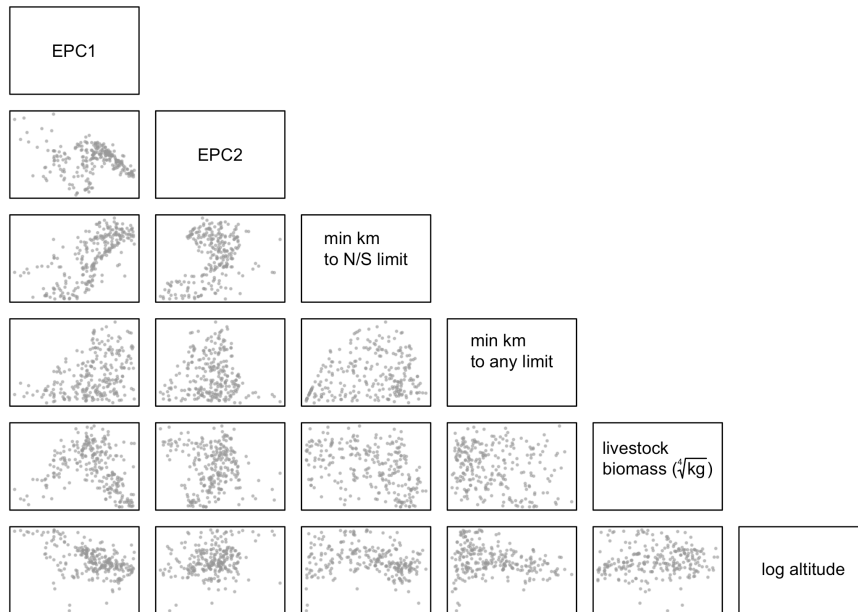 EPC1
EPC2
min km
to N/S limit
min km
to any limit
livestock
biomass (∜kg)
log altitude